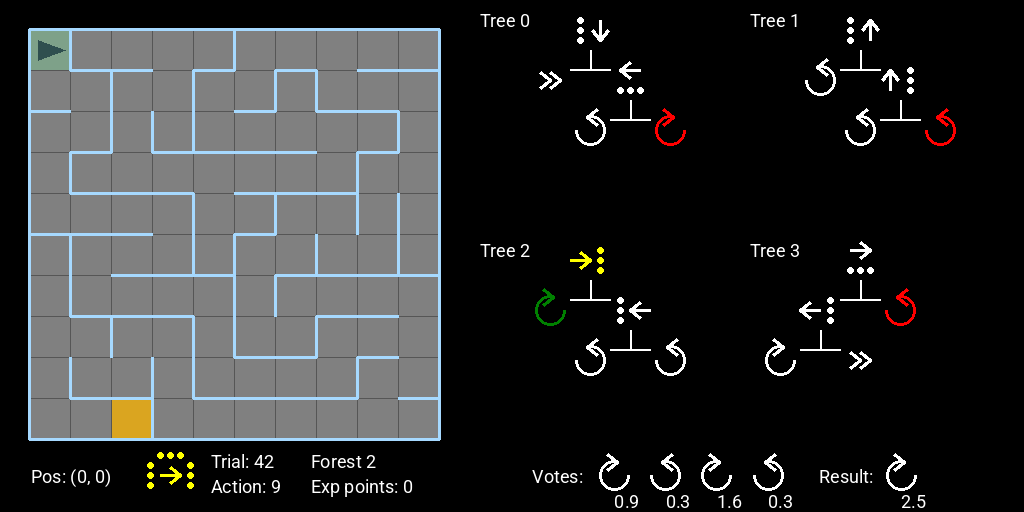 Tree 0
Tree 1
Tree 2
Tree 3
Pos: (0, 0)
Trial: 42
Action: 9
Forest 2
Exp points: 0
Votes:
0.9
0.3
1.6
0.3
Result:
2.5